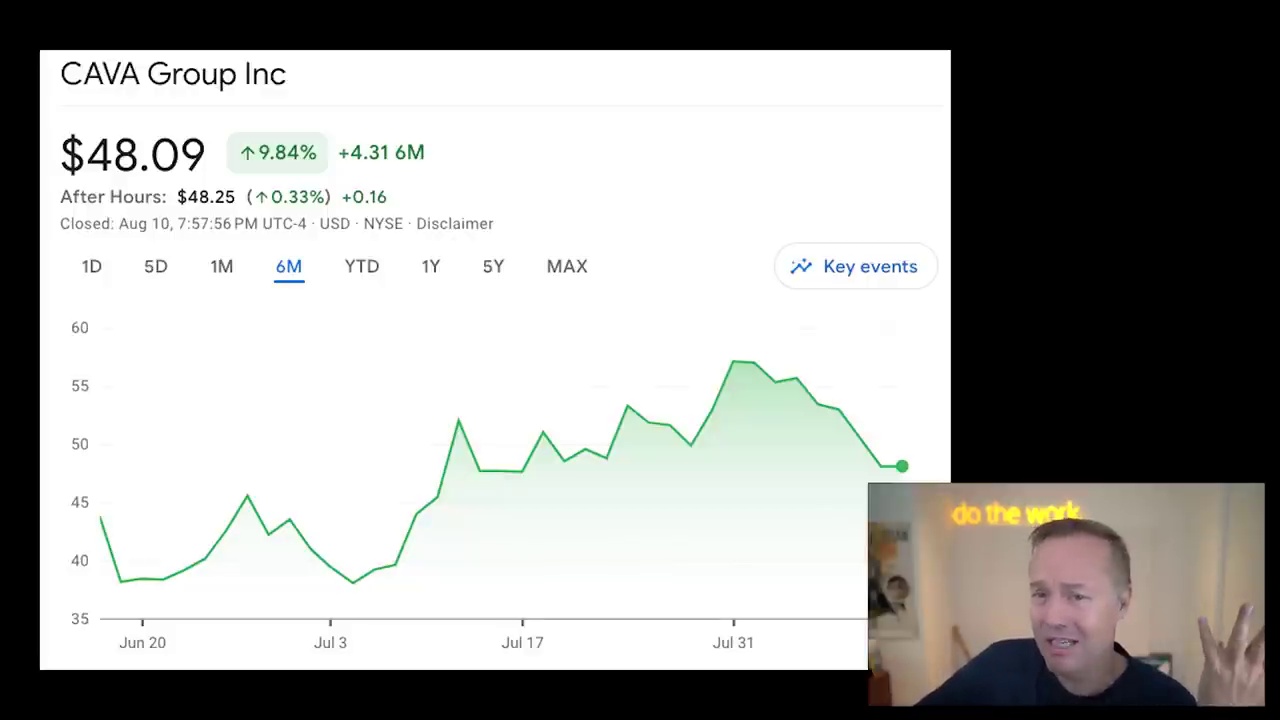 CAVA Group Inc
$48.09 ↑9.84% +4.31 6M
After Hours: $48.25 (↑0.33%) +0.16
Closed: Aug 10, 7:57:56 PM UTC-4 · USD · NYSE · Disclaimer
1D 5D 1M 6M YTD 1Y 5Y MAX Key events
60
55
50
45
40
35
Jun 20 Jul 3 Jul 17 Jul 31
do the work